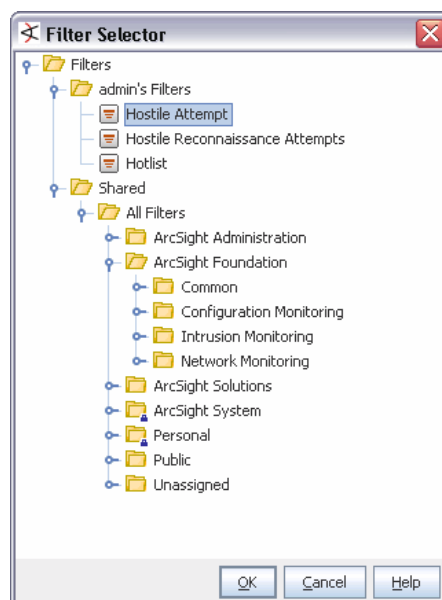 Filter Selector
Filters
admin's Filters
Hostile Attempt
Hostile Reconnaissance Attempts
Hotlist
Shared
All Filters
ArcSight Administration
ArcSight Foundation
Common
Configuration Monitoring
Intrusion Monitoring
Network Monitoring
ArcSight Solutions
ArcSight System
Personal
Public
Unassigned
OK Cancel Help